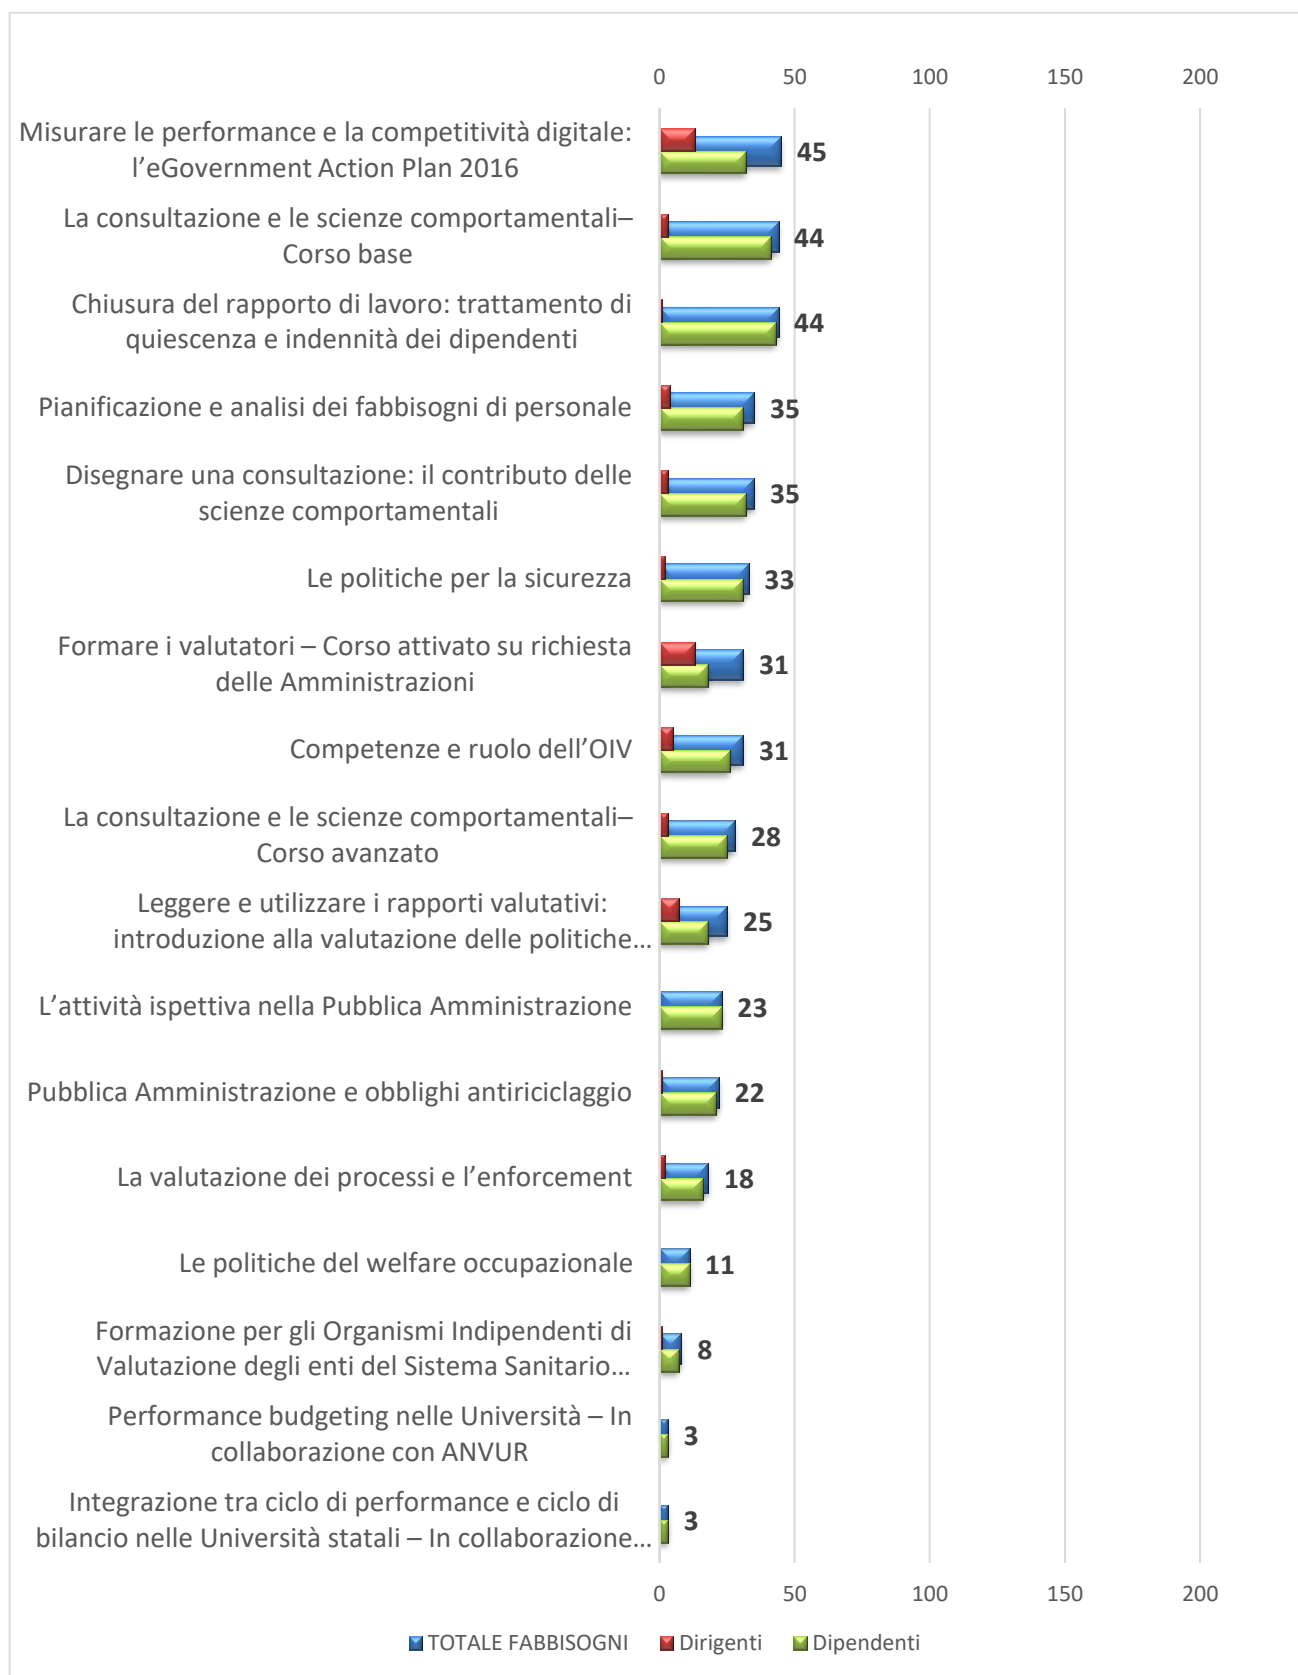 0 50 100 150 200
Misurare le performance e la competitività digitale:
l’eGovernment Action Plan 2016
45
La consultazione e le scienze comportamentali–
Corso base
44
Chiusura del rapporto di lavoro: trattamento di
quiescenza e indennità dei dipendenti
44
Pianificazione e analisi dei fabbisogni di personale
35
Disegnare una consultazione: il contributo delle
scienze comportamentali
35
Le politiche per la sicurezza
33
Formare i valutatori – Corso attivato su richiesta
delle Amministrazioni
31
Competenze e ruolo dell’OIV
31
La consultazione e le scienze comportamentali–
Corso avanzato
28
Leggere e utilizzare i rapporti valutativi:
introduzione alla valutazione delle politiche...
25
L’attività ispettiva nella Pubblica Amministrazione
23
Pubblica Amministrazione e obblighi antiriciclaggio
22
La valutazione dei processi e l’enforcement
18
Le politiche del welfare occupazionale
11
Formazione per gli Organismi Indipendenti di
Valutazione degli enti del Sistema Sanitario...
8
Performance budgeting nelle Università – In
collaborazione con ANVUR
3
Integrazione tra ciclo di performance e ciclo di
bilancio nelle Università statali – In collaborazione...
3
0 50 100 150 200
TOTALE FABBISOGNI Dirigenti Dipendenti